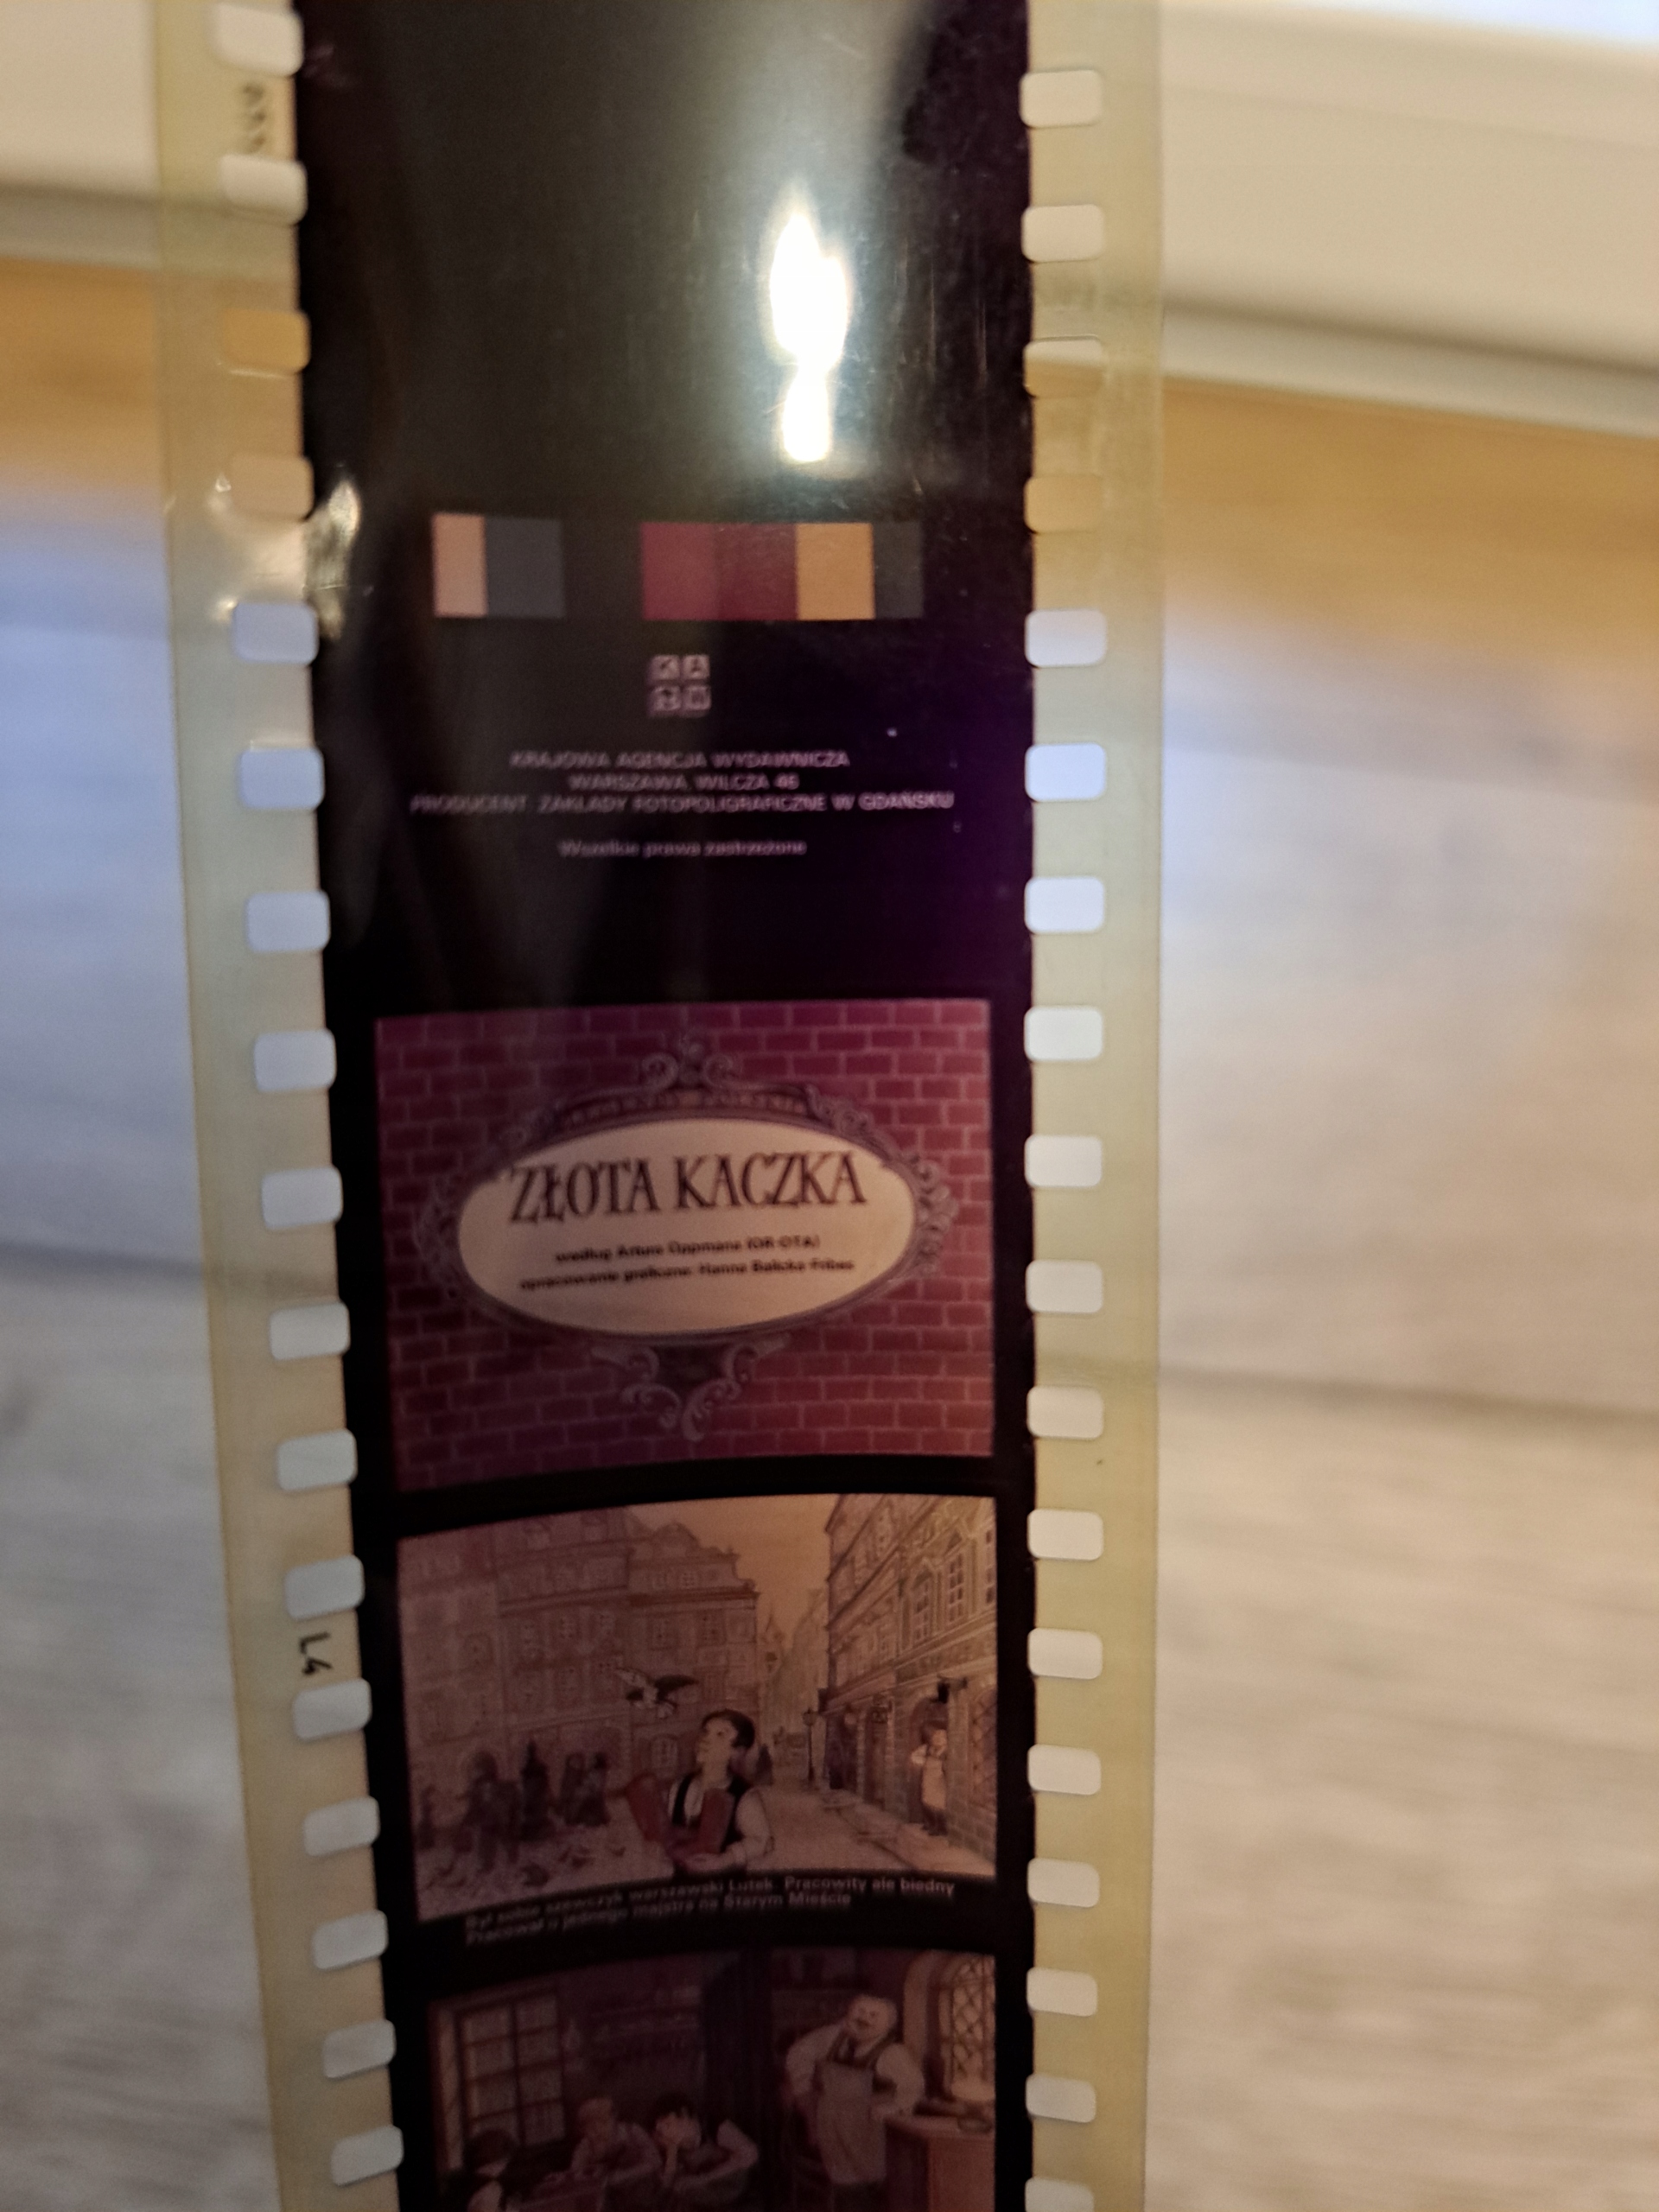 KRAJOWA AGENCJA WYDAWNICZA
WARSZAWA, WILCZA 46
PRODUCENT: ZAKŁADY FOTOPOLIGRAFICZNE W GDAŃSKU
Wszelkie prawa zastrzeżone
ZŁOTA KACZKA
według Artura Oppmana (OR-OTA)
opracowanie graficzne: Hanna Balicka-Fribes
Był sobie szewczyk warszawski Lutek. Pracowity ale biedny
Pracował u jednego majstra na Starym Mieście